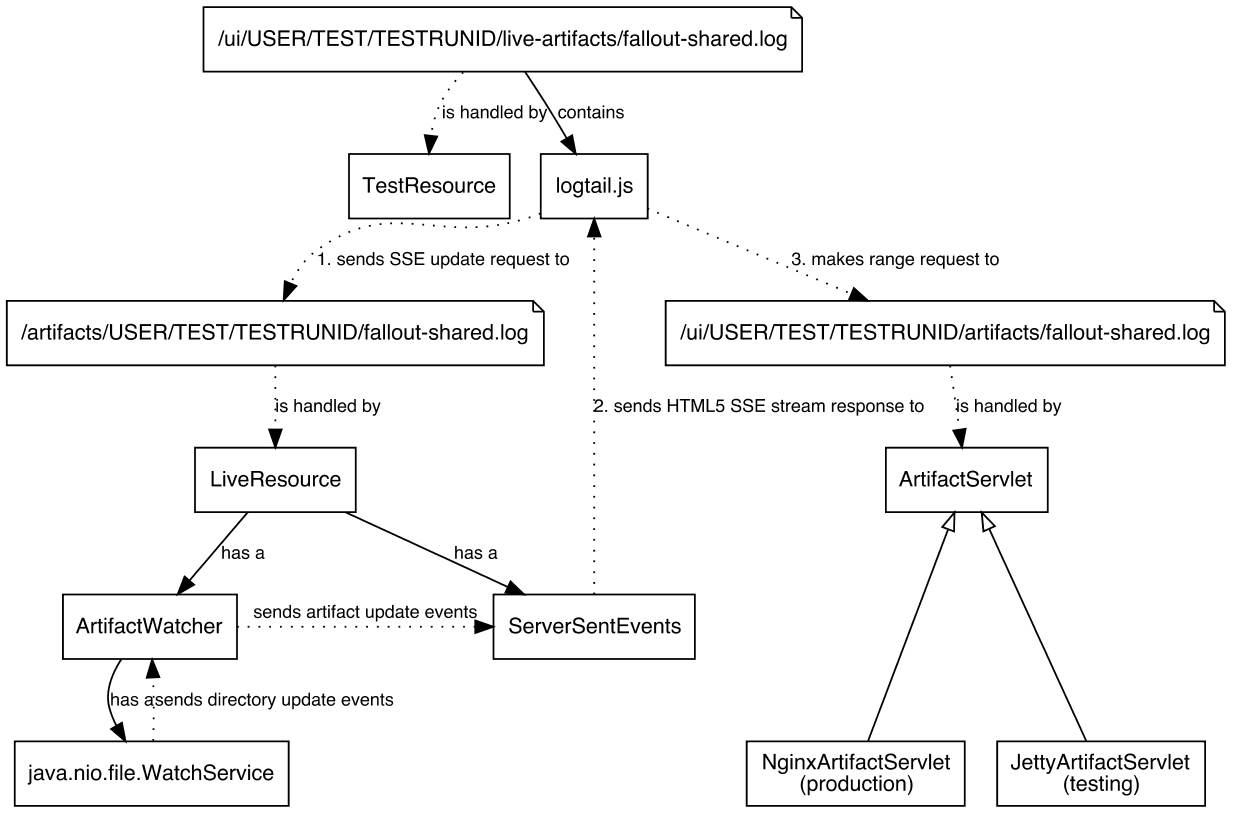 /ui/USER/TEST/TESTRUNID/live-artifacts/fallout-shared.log
is handled by
contains
TestResource
logtail.js
1. sends SSE update request to
3. makes range request to
/artifacts/USER/TEST/TESTRUNID/fallout-shared.log
/ui/USER/TEST/TESTRUNID/artifacts/fallout-shared.log
is handled by
2. sends HTML5 SSE stream response to
is handled by
LiveResource
ArtifactServlet
has a
has a
sends artifact update events
ArtifactWatcher
ServerSentEvents
has a
sends directory update events
java.nio.file.WatchService
NginxArtifactServlet
(production)
JettyArtifactServlet
(testing)